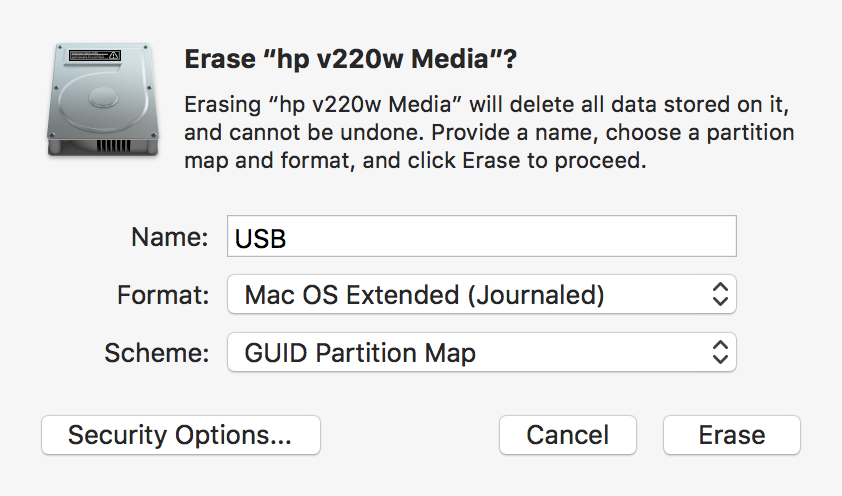 Erase “hp v220w Media”?
Erasing “hp v220w Media” will delete all data stored on it,
and cannot be undone. Provide a name, choose a partition
map and format, and click Erase to proceed.
Name: USB
Format: Mac OS Extended (Journaled)
Scheme: GUID Partition Map
Security Options... Cancel Erase